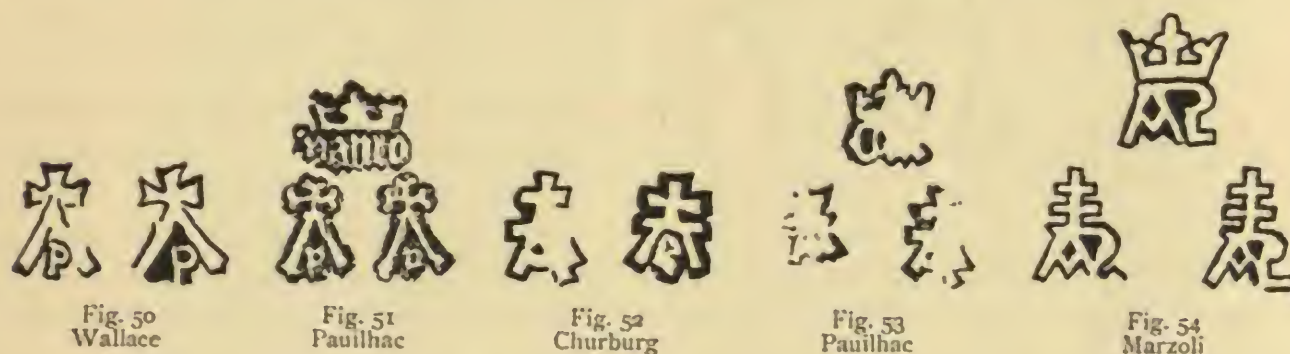 P P
P P
Fig. 50
Wallace
Fig. 51
Pauilhac
Fig. 52
Churburg
Fig. 53
Pauilhac
Fig. 54
Marzoli